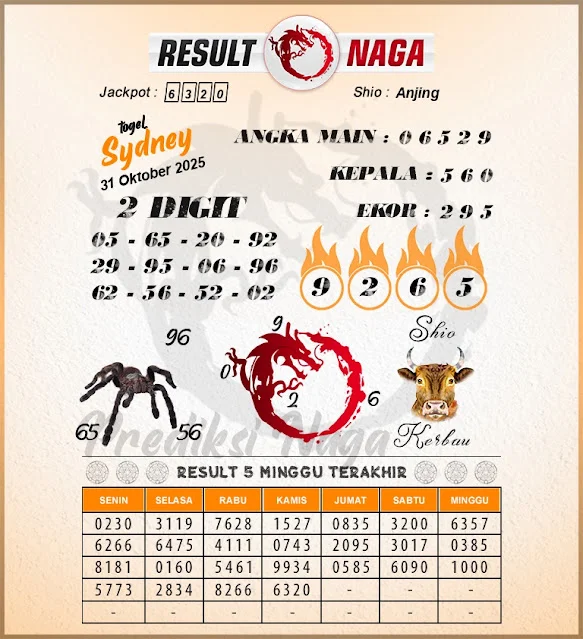 RESULT NAGA
Jackpot : 6320
Shio : Anjing
togel
Sydney
31 Oktober 2025
ANGKA MAIN : 0 6 5 2 9
KEPALA : 5 6 0
EKOR : 2 9 5
2 DIGIT
05 - 65 - 20 - 92
29 - 95 - 06 - 96
62 - 56 - 52 - 02
9 2 6 5
96
65
56
9
0
2
6
Shio
Kerbau
Prediksi Naga
RESULT 5 MINGGU TERAKHIR
SENIN SELASA RABU KAMIS JUMAT SABTU MINGGU
0230 3119 7628 1527 0835 3200 6357
6266 6475 4111 0743 2095 3017 0385
8181 0160 5461 9934 0585 6090 1000
5773 2834 8266 6320 - - -
- - - - - - -